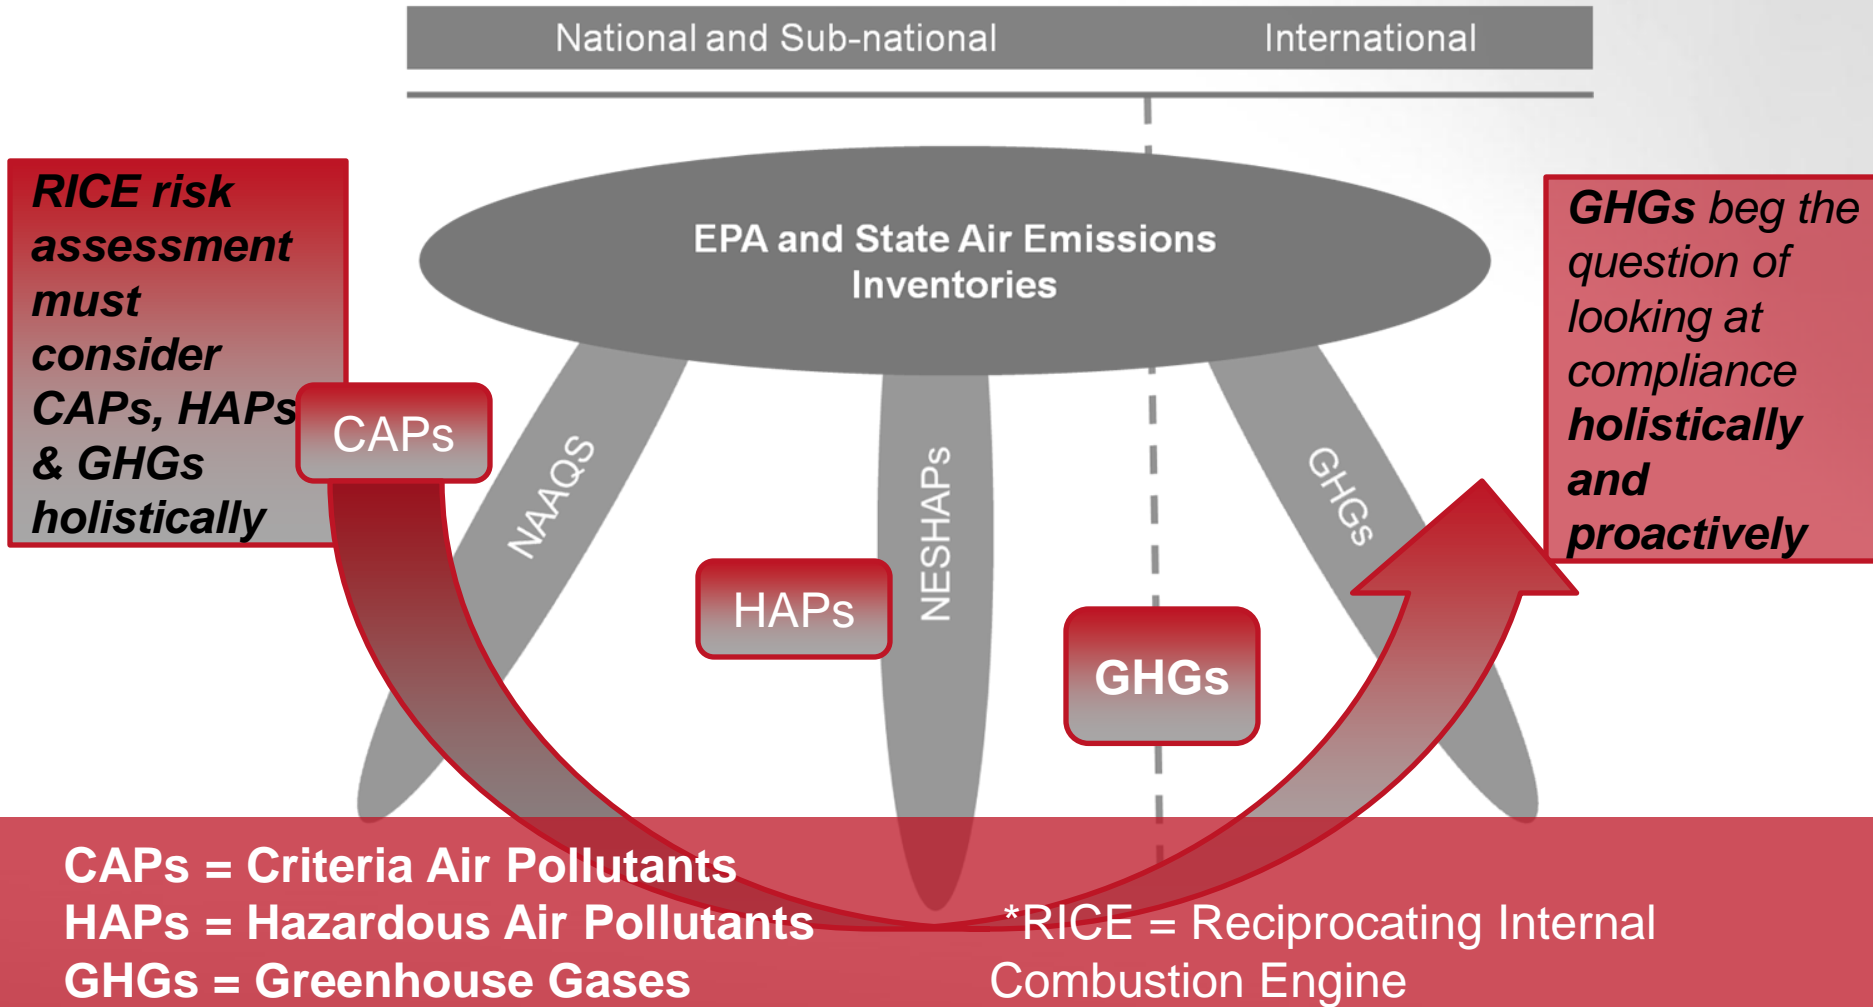 National and Sub-national
International
EPA and State Air Emissions
Inventories
RICE risk
assessment
must
consider
CAPs, HAPs
& GHGs
holistically
GHGs beg the
question of
looking at
compliance
holistically
and
proactively
CAPs
NAAQS
HAPs
NESHAPs
GHGs
GHGs
CAPs = Criteria Air Pollutants
HAPs = Hazardous Air Pollutants
GHGs = Greenhouse Gases
*RICE = Reciprocating Internal
Combustion Engine